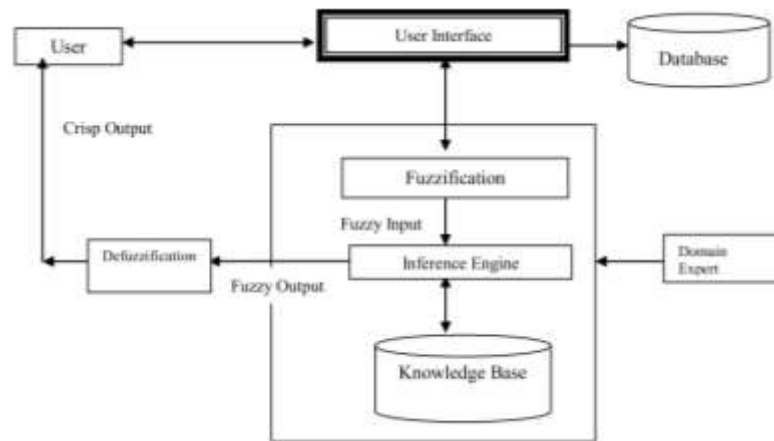 User
User Interface
Database
Crisp Output
Fuzzification
Fuzzy Input
Defuzzification
Inference Engine
Domain
Expert
Fuzzy Output
Knowledge Base